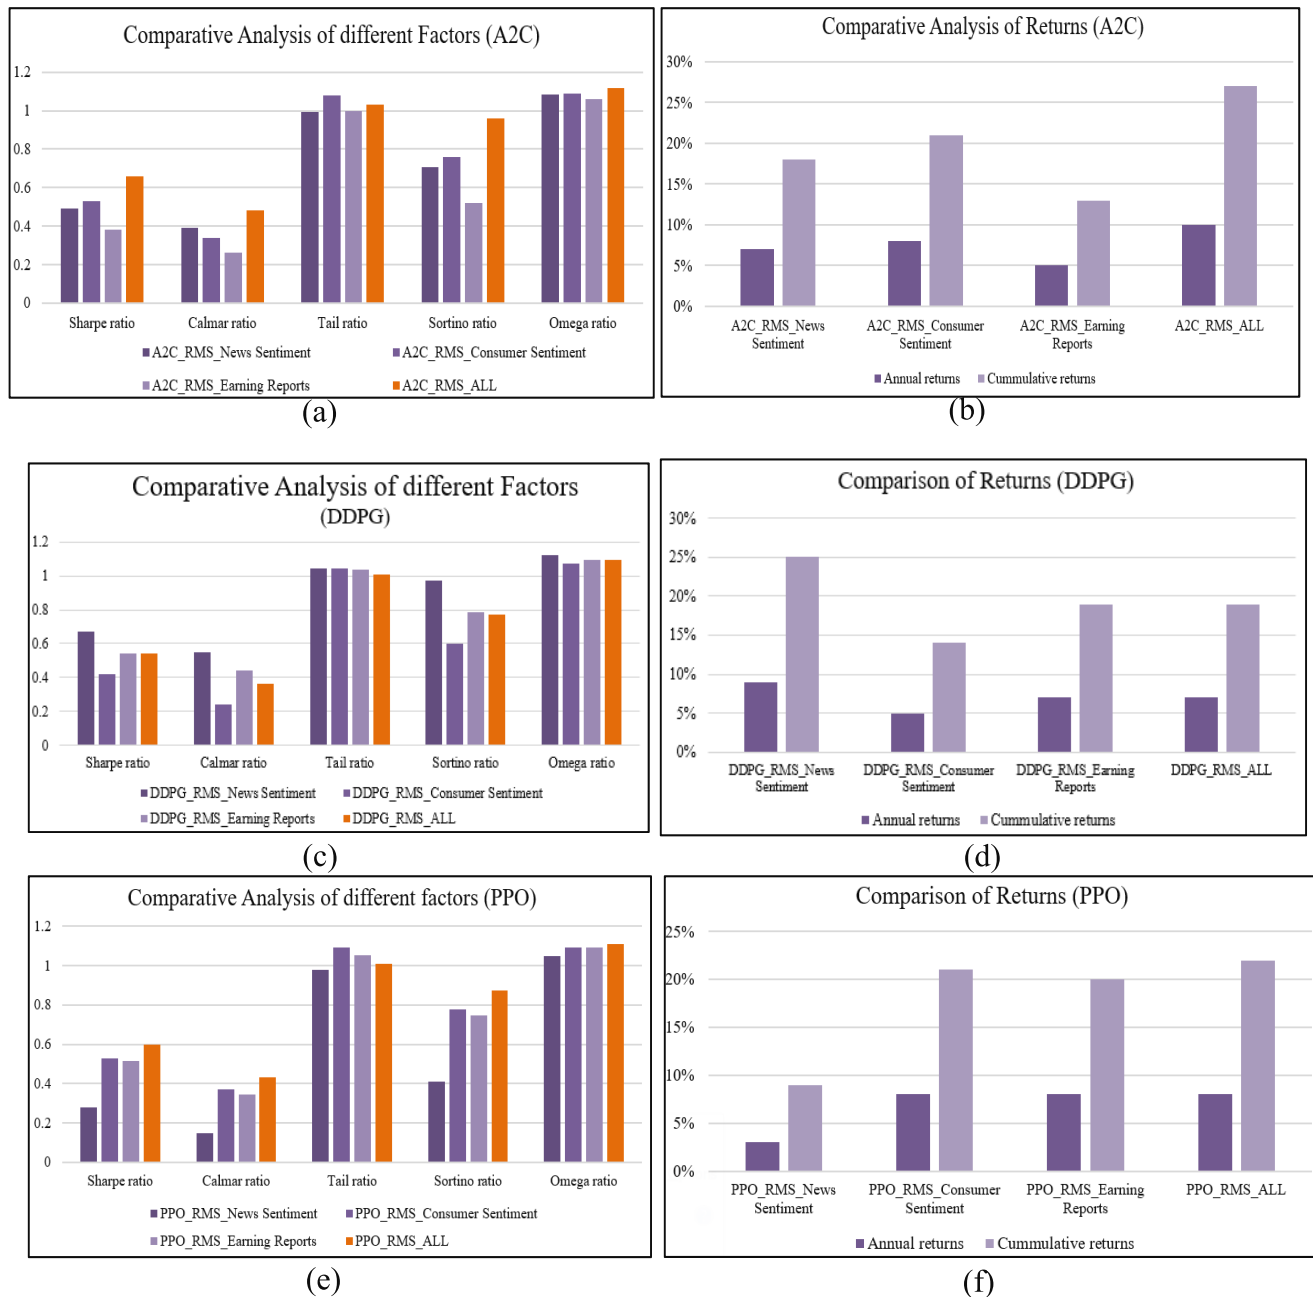 Comparative Analysis of different Factors (A2C)
1.2
1
0.8
0.6
0.4
0.2
0
Sharpe ratio Calmar ratio Tail ratio Sortino ratio Omega ratio
A2C_RMS_News Sentiment A2C_RMS_Consumer Sentiment
A2C_RMS_Earning Reports A2C_RMS_ALL
(a)
Comparative Analysis of Returns (A2C)
30%
25%
20%
15%
10%
5%
0%
A2C_RMS_News Sentiment A2C_RMS_Consumer Sentiment A2C_RMS_Earning Reports A2C_RMS_ALL
Annual returns Cummulative returns
(b)
Comparative Analysis of different Factors
(DDPG)
1.2
1
0.8
0.6
0.4
0.2
0
Sharpe ratio Calmar ratio Tail ratio Sortino ratio Omega ratio
DDPG_RMS_News Sentiment DDPG_RMS_Consumer Sentiment
DDPG_RMS_Earning Reports DDPG_RMS_ALL
(c)
Comparison of Returns (DDPG)
30%
25%
20%
15%
10%
5%
0%
DDPG_RMS_News Sentiment DDPG_RMS_Consumer Sentiment DDPG_RMS_Earning Reports DDPG_RMS_ALL
Annual returns Cummulative returns
(d)
Comparative Analysis of different factors (PPO)
1.2
1
0.8
0.6
0.4
0.2
0
Sharpe ratio Calmar ratio Tail ratio Sortino ratio Omega ratio
PPO_RMS_News Sentiment PPO_RMS_Consumer Sentiment
PPO_RMS_Earning Reports PPO_RMS_ALL
(e)
Comparison of Returns (PPO)
25%
20%
15%
10%
5%
0%
PPO_RMS_News Sentiment PPO_RMS_Consumer Sentiment PPO_RMS_Earning Reports PPO_RMS_ALL
Annual returns Cummulative returns
(f)